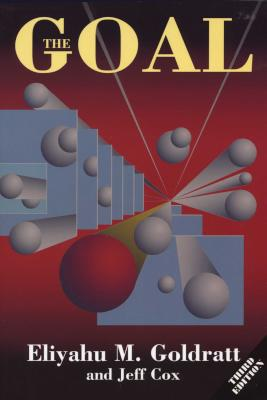 THE
GOAL
Eliyahu M. Goldratt
and Jeff Cox
THIRD
EDITION